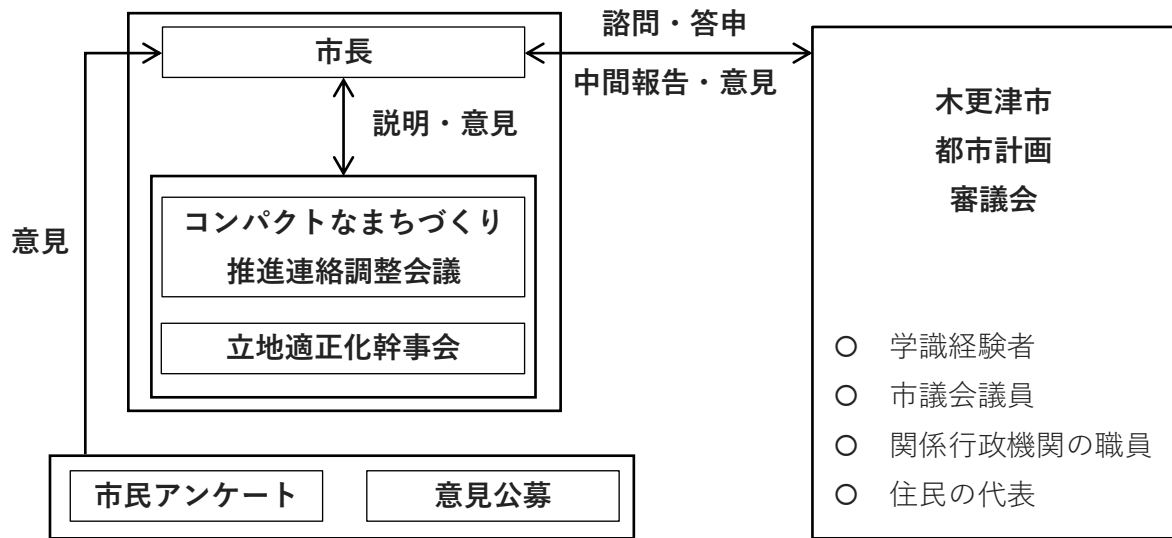 諮問・答申
市長
中間報告・意見
説明・意見
木更津市
都市計画
審議会
コンパクトなまちづくり
推進連絡調整会議
意見
立地適正化幹事会
○ 学識経験者
○ 市議会議員
○ 関係行政機関の職員
○ 住民の代表
市民アンケート
意見公募